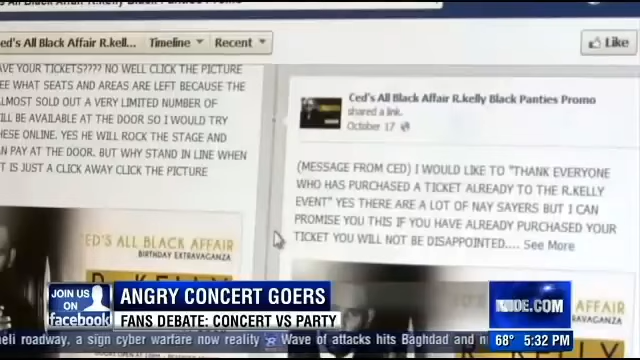 ed's All Black Affair R.kell...
Timeline
Recent
Like
AVE YOUR TICKETS???? NO WELL CLICK THE PICTURE
EE WHAT SEATS AND AREAS ARE LEFT BECAUSE THE
LMOST SOLD OUT A VERY LIMITED NUMBER OF
ILL BE AVAILABLE AT THE DOOR SO I WOULD TRY
HESE ONLINE. YES HE WILL ROCK THE STAGE AND
N PAY AT THE DOOR. BUT WHY STAND IN LINE WHEN
T IS JUST A CLICK AWAY CLICK THE PICTURE
ED'S ALL BLACK AFFAIR
BIRTHDAY EXTRAVAGANZA
R KELLY
Ced's All Black Affair R.kelly Black Panties Promo
shared a link.
October 17
(MESSAGE FROM CED) I WOULD LIKE TO "THANK EVERYONE
WHO HAS PURCHASED A TICKET ALREADY TO THE R.KELLY
EVENT" YES THERE ARE A LOT OF NAY SAYERS BUT I CAN
PROMISE YOU THIS IF YOU HAVE ALREADY PURCHASED YOUR
TICKET YOU WILL NOT BE DISAPPOINTED.... See More
AFFAIR
JOIN US
ON
facebook
ANGRY CONCERT GOERS
FANS DEBATE: CONCERT VS PARTY
.COM
eli roadway, a sign cyber warfare now reality
Wave of attacks hits Baghdad and n
68° 5:32 PM